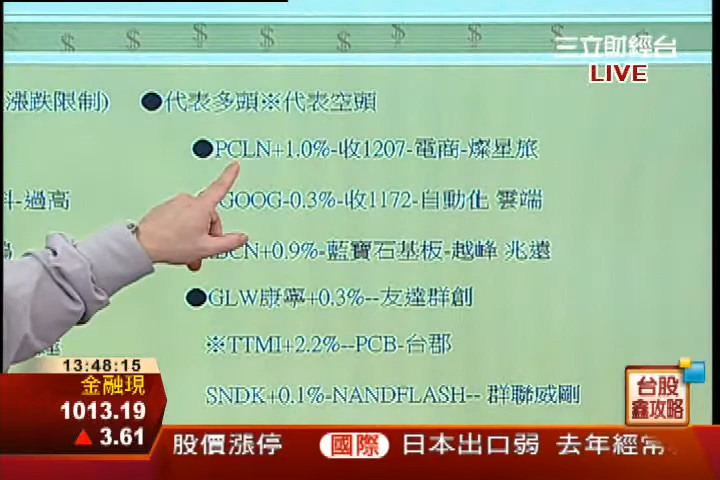 三立財經台
LIVE
漲跌限制) ●代表多頭※代表空頭
●PCLN+1.0%-收1207-電商-燦星旅
料-過高 GOOG-0.3%-收1172-自動化 雲端
CN+0.9%-藍寶石基板-越峰 兆遠
●GLW康寧+0.3%--友達群創
※TTMI+2.2%--PCB-台郡
SNDK+0.1%-NANDFLASH-- 群聯威剛
13:48:15
金融現
1013.19
▲ 3.61
台股
鑫攻略
股價漲停 國際 日本出口弱 去年經常